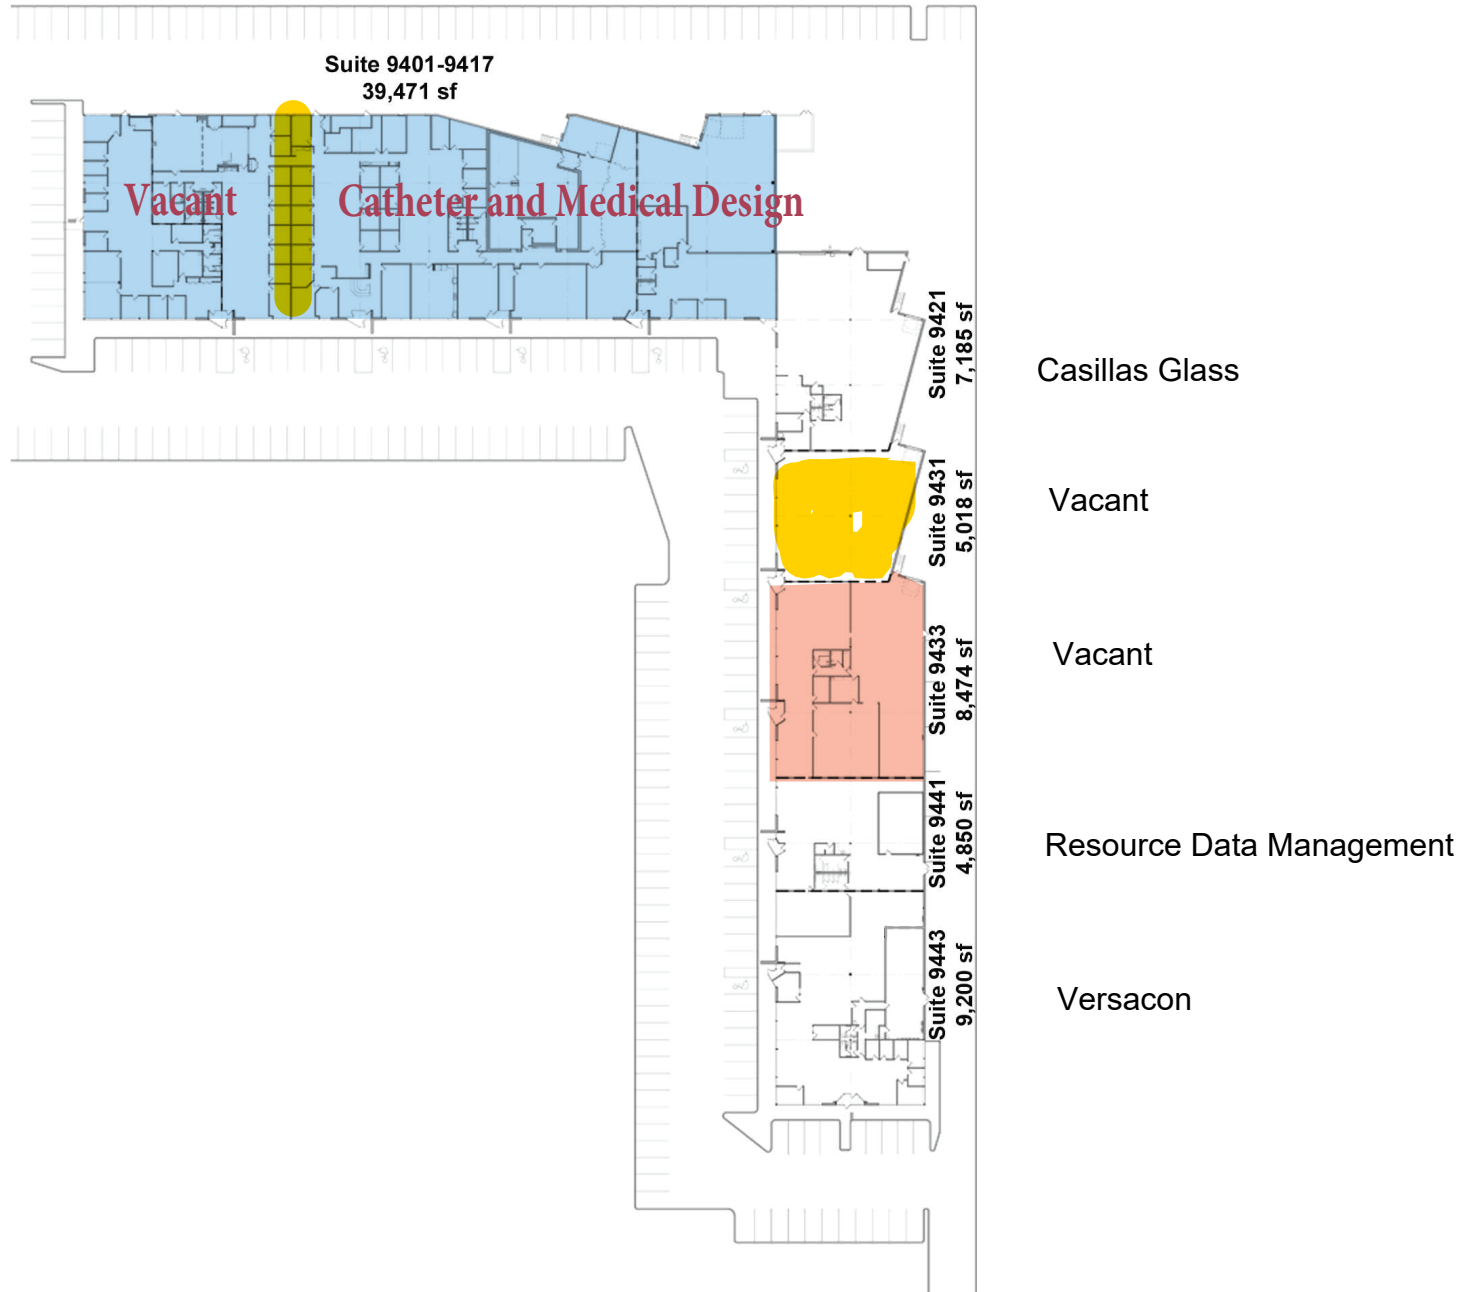 Suite 9401-9417
39,471 sf
Vacant
Catheter and Medical Design
Suite 9421
7,185 sf
Casillas Glass
Suite 9431
5,018 sf
Vacant
Suite 9433
8,474 sf
Vacant
Suite 9441
4,850 sf
Resource Data Management
Suite 9443
9,200 sf
Versacon